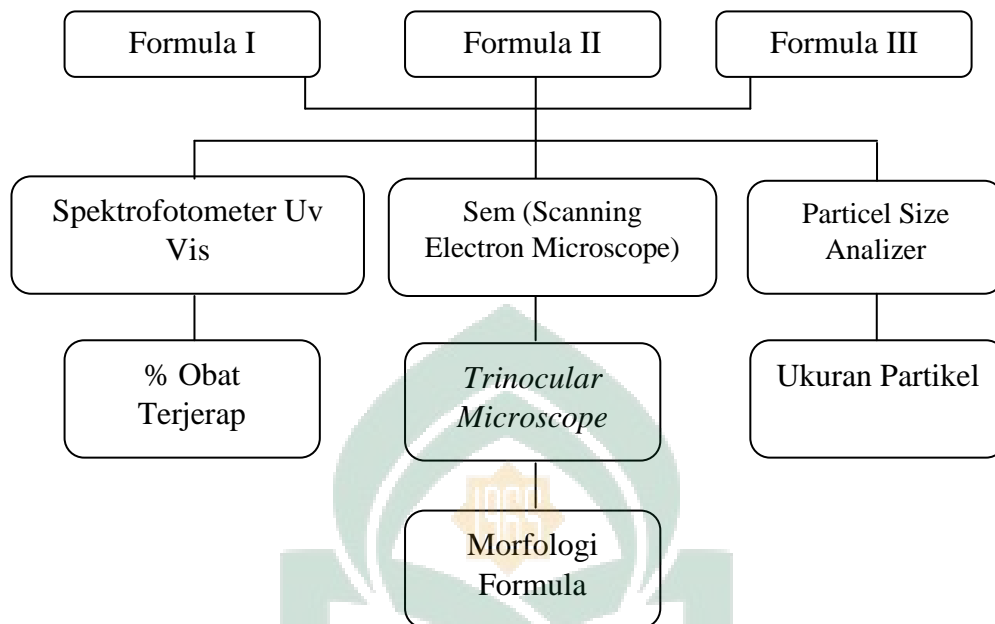 Formula I
Formula II
Formula III
Spektrofotometer Uv
Vis
Sem (Scanning
Electron Microscope)
Particel Size
Analizer
% Obat
Terjerap
Trinocular
Microscope
Ukuran Partikel
Morfologi
Formula